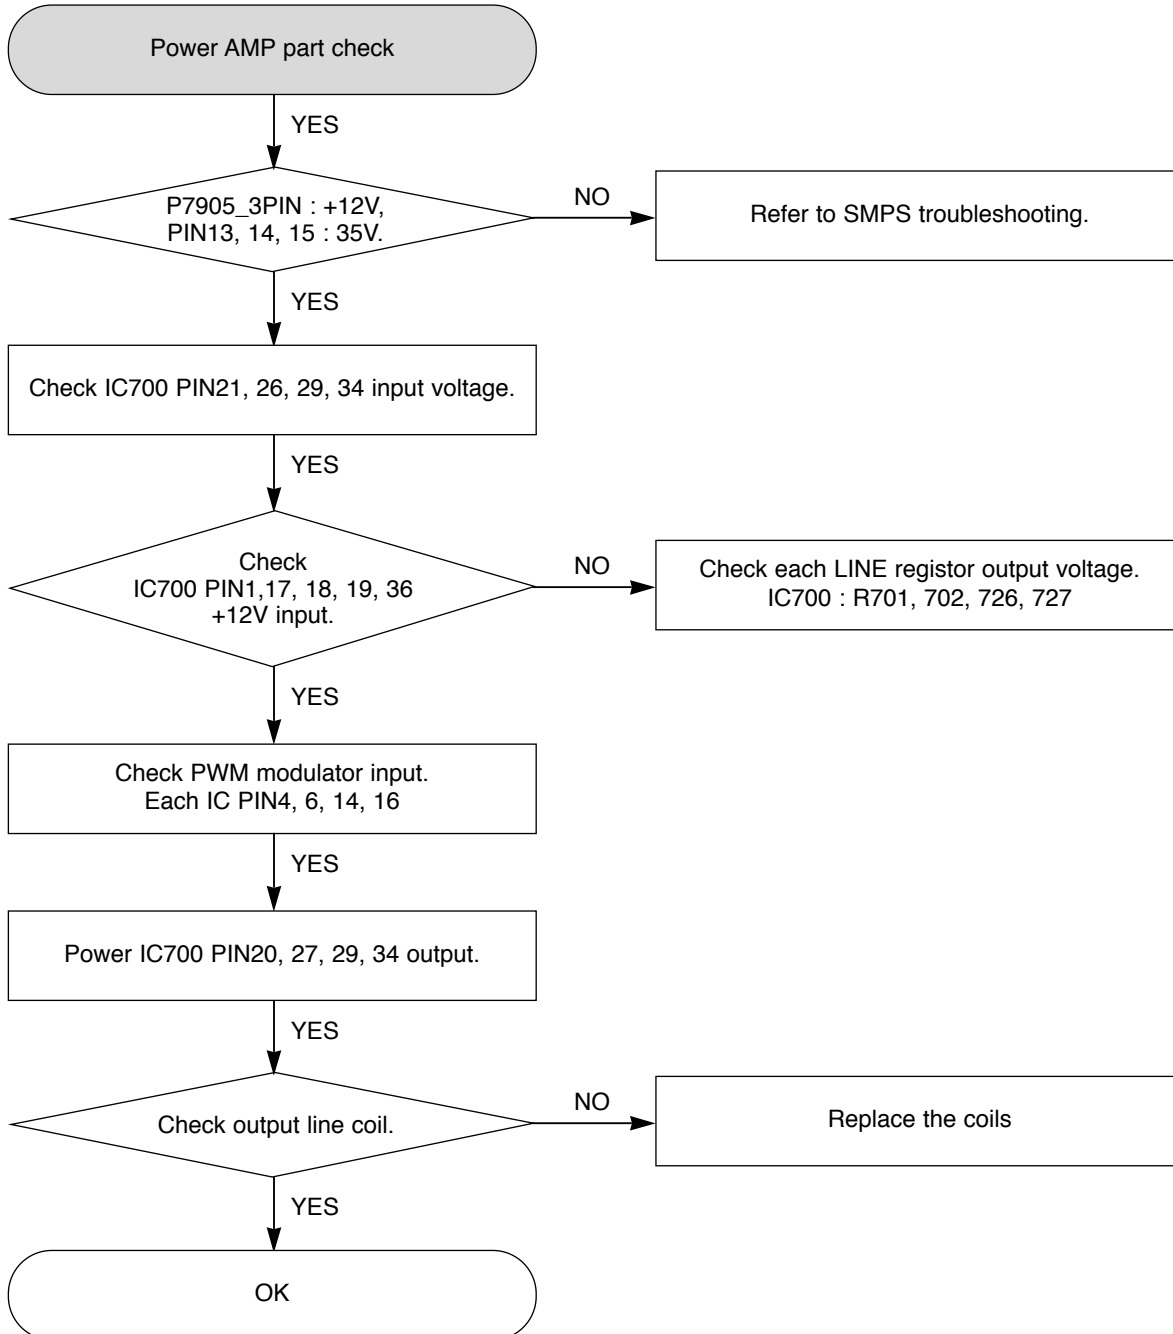 Power AMP part check
YES
P7905_3PIN : +12V,
PIN13, 14, 15 : 35V.
NO
Refer to SMPS troubleshooting.
YES
Check IC700 PIN21, 26, 29, 34 input voltage.
YES
Check
IC700 PIN1,17, 18, 19, 36
+12V input.
NO
Check each LINE registor output voltage.
IC700 : R701, 702, 726, 727
YES
Check PWM modulator input.
Each IC PIN4, 6, 14, 16
YES
Power IC700 PIN20, 27, 29, 34 output.
YES
Check output line coil.
NO
Replace the coils
YES
OK